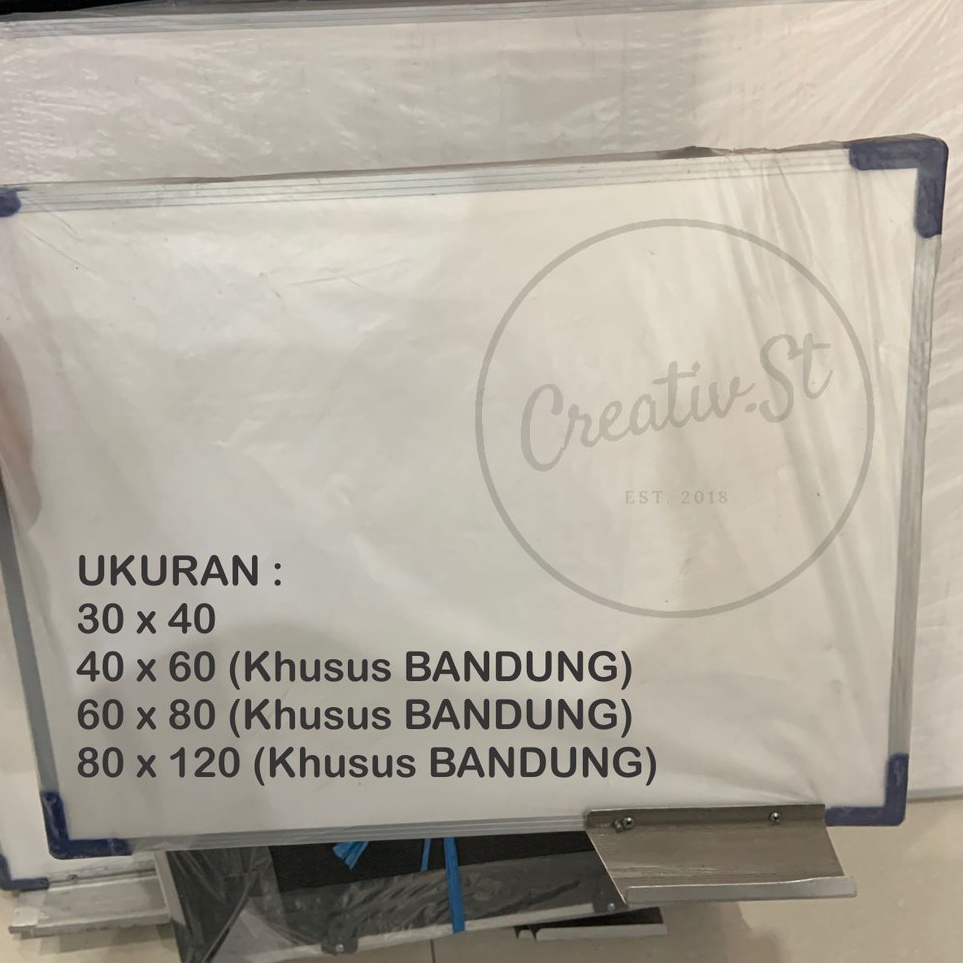 Creativ.St
EST. 2018
UKURAN :
30 x 40
40 x 60 (Khusus BANDUNG)
60 x 80 (Khusus BANDUNG)
80 x 120 (Khusus BANDUNG)